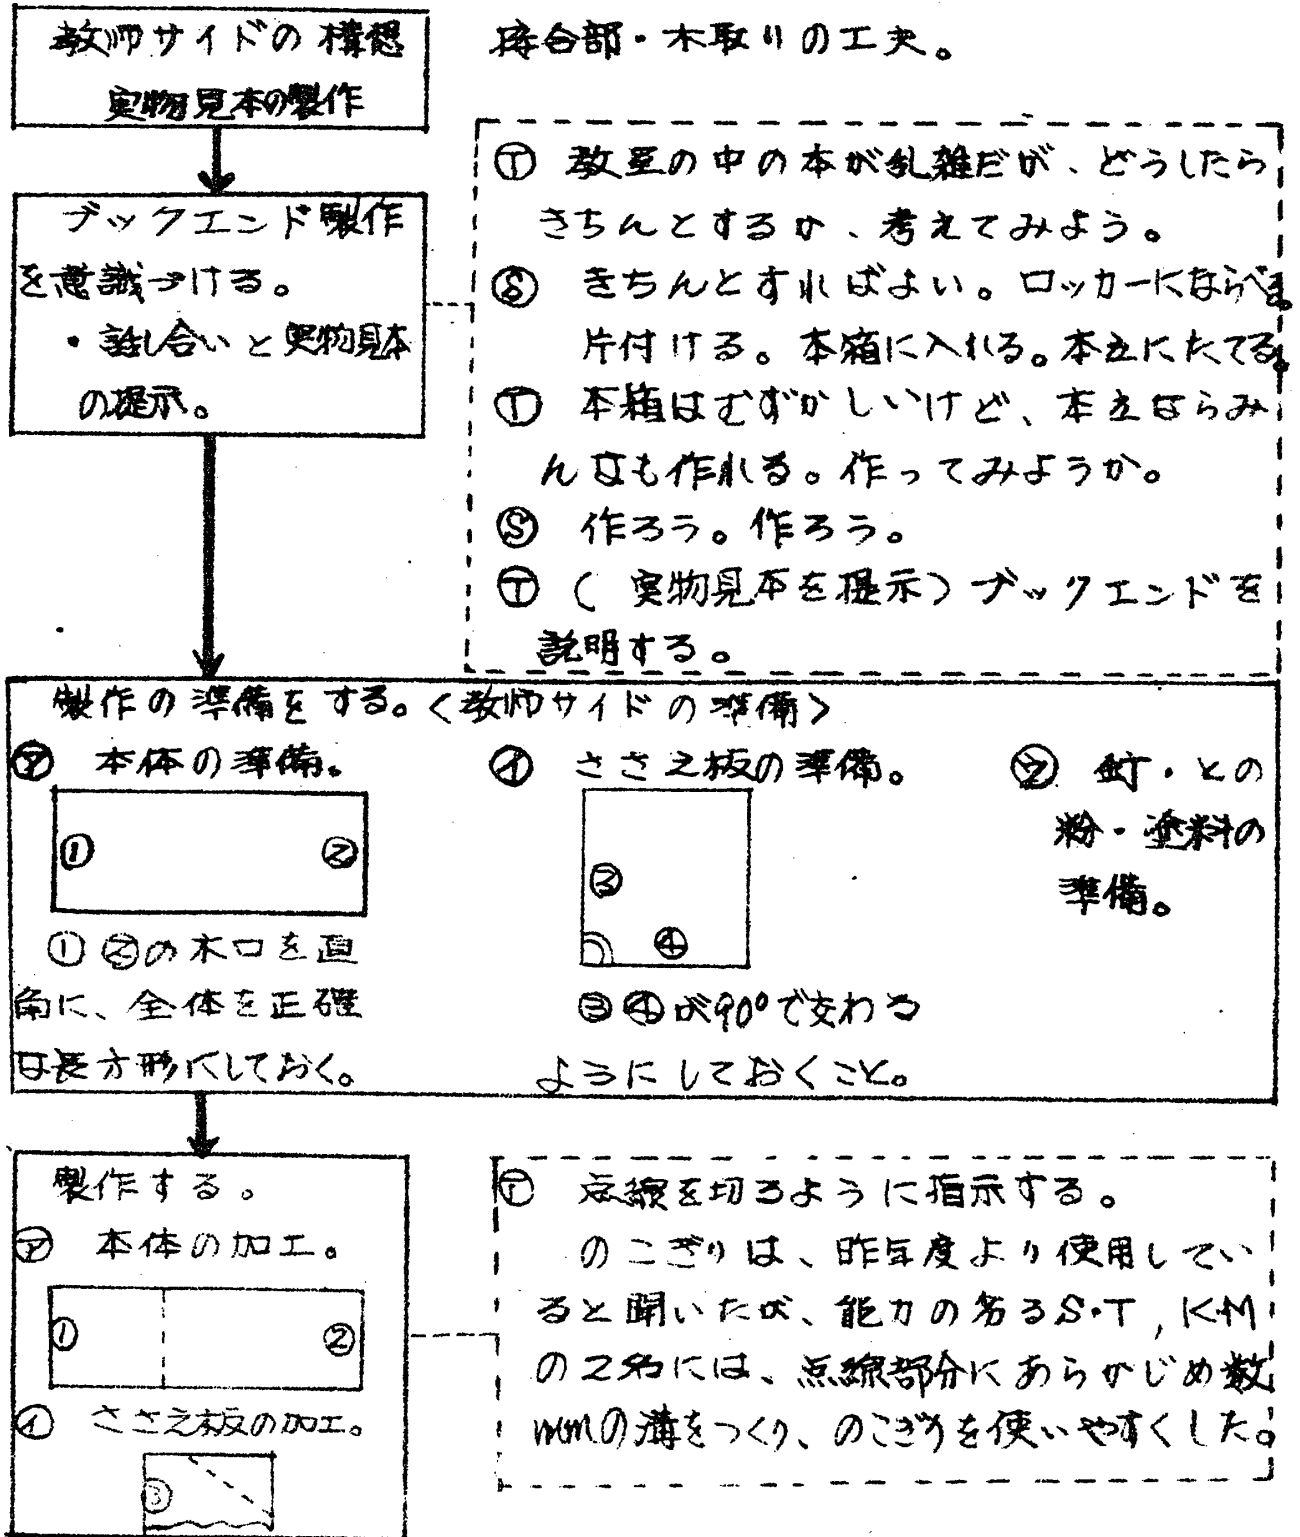 教師サイドの構想
実物見本の製作
接合部・木取りの工夫。
ブックエンド製作
を意識づける。
・話し合いと実物見本
の提示。
Ⓣ 教室の中の本が乱雑だが、どうしたら
きちんとするか、考えてみよう。
Ⓢ きちんとすればよい。ロッカーにならべる。
片付ける。本箱に入れる。本立にたてる。
Ⓣ 本箱はむずかしいけど、本立ならみ
んなも作れる。作ってみようか。
Ⓢ 作ろう。作ろう。
Ⓣ (実物見本を提示)ブックエンドを
説明する。
製作の準備をする。<教師サイドの準備>
㋐ 本体の準備。
① ②
①②の木口を直
角に、全体を正確
な長方形にしておく。
㋑ ささえ板の準備。
③
④
③④が90°で交わる
ようにしておくこと。
㋒ 釘・との
粉・塗料の
準備。
製作する。
㋐ 本体の加工。
① ②
㋑ ささえ板の加工。
③
Ⓣ 点線を切るように指示する。
のこぎりは、昨年度より使用してい
ると聞いたが、能力の劣るS・T,K・M
の2名には、点線部分にあらかじめ数
mmの溝をつくり、のこぎりを使いやすくした。